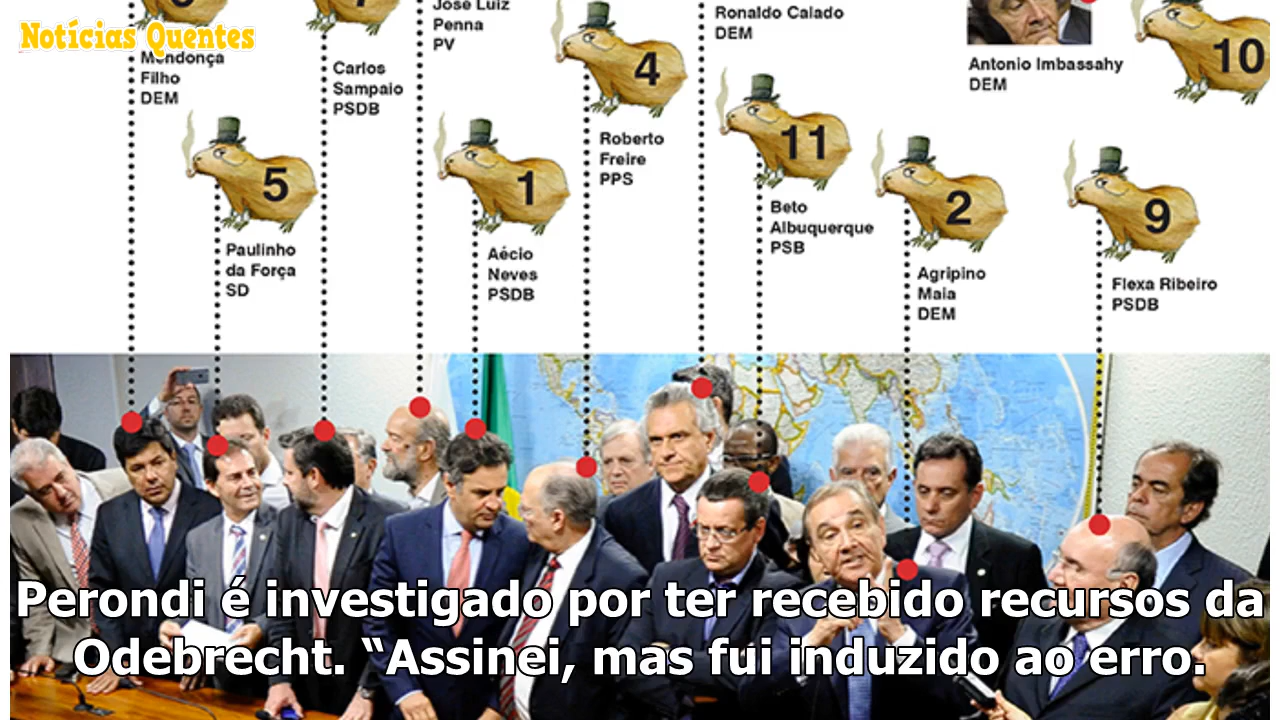 Notícias Quentes
Mendonça
Filho
DEM
Carlos
Sampaio
PSDB
José Luiz
Penna
PV
4
Roberto
Freire
PPS
Ronaldo Calado
DEM
Antonio Imbassahy
DEM
10
5
Paulinho
da Força
SD
1
Aécio
Neves
PSDB
11
Beto
Albuquerque
PSB
2
Agripino
Maia
DEM
9
Flexa Ribeiro
PSDB
Perondi é investigado por ter recebido recursos da
Odebrecht. “Assinei, mas fui induzido ao erro.